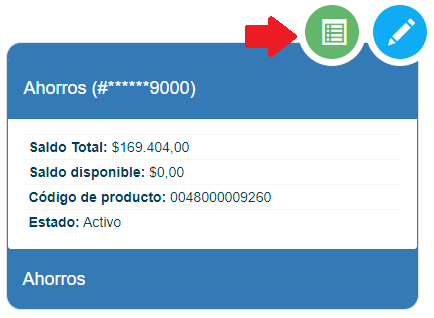 Ahorros (#******9000)
Saldo Total: $169.404,00
Saldo disponible: $0,00
Código de producto: 0048000009260
Estado: Activo
Ahorros